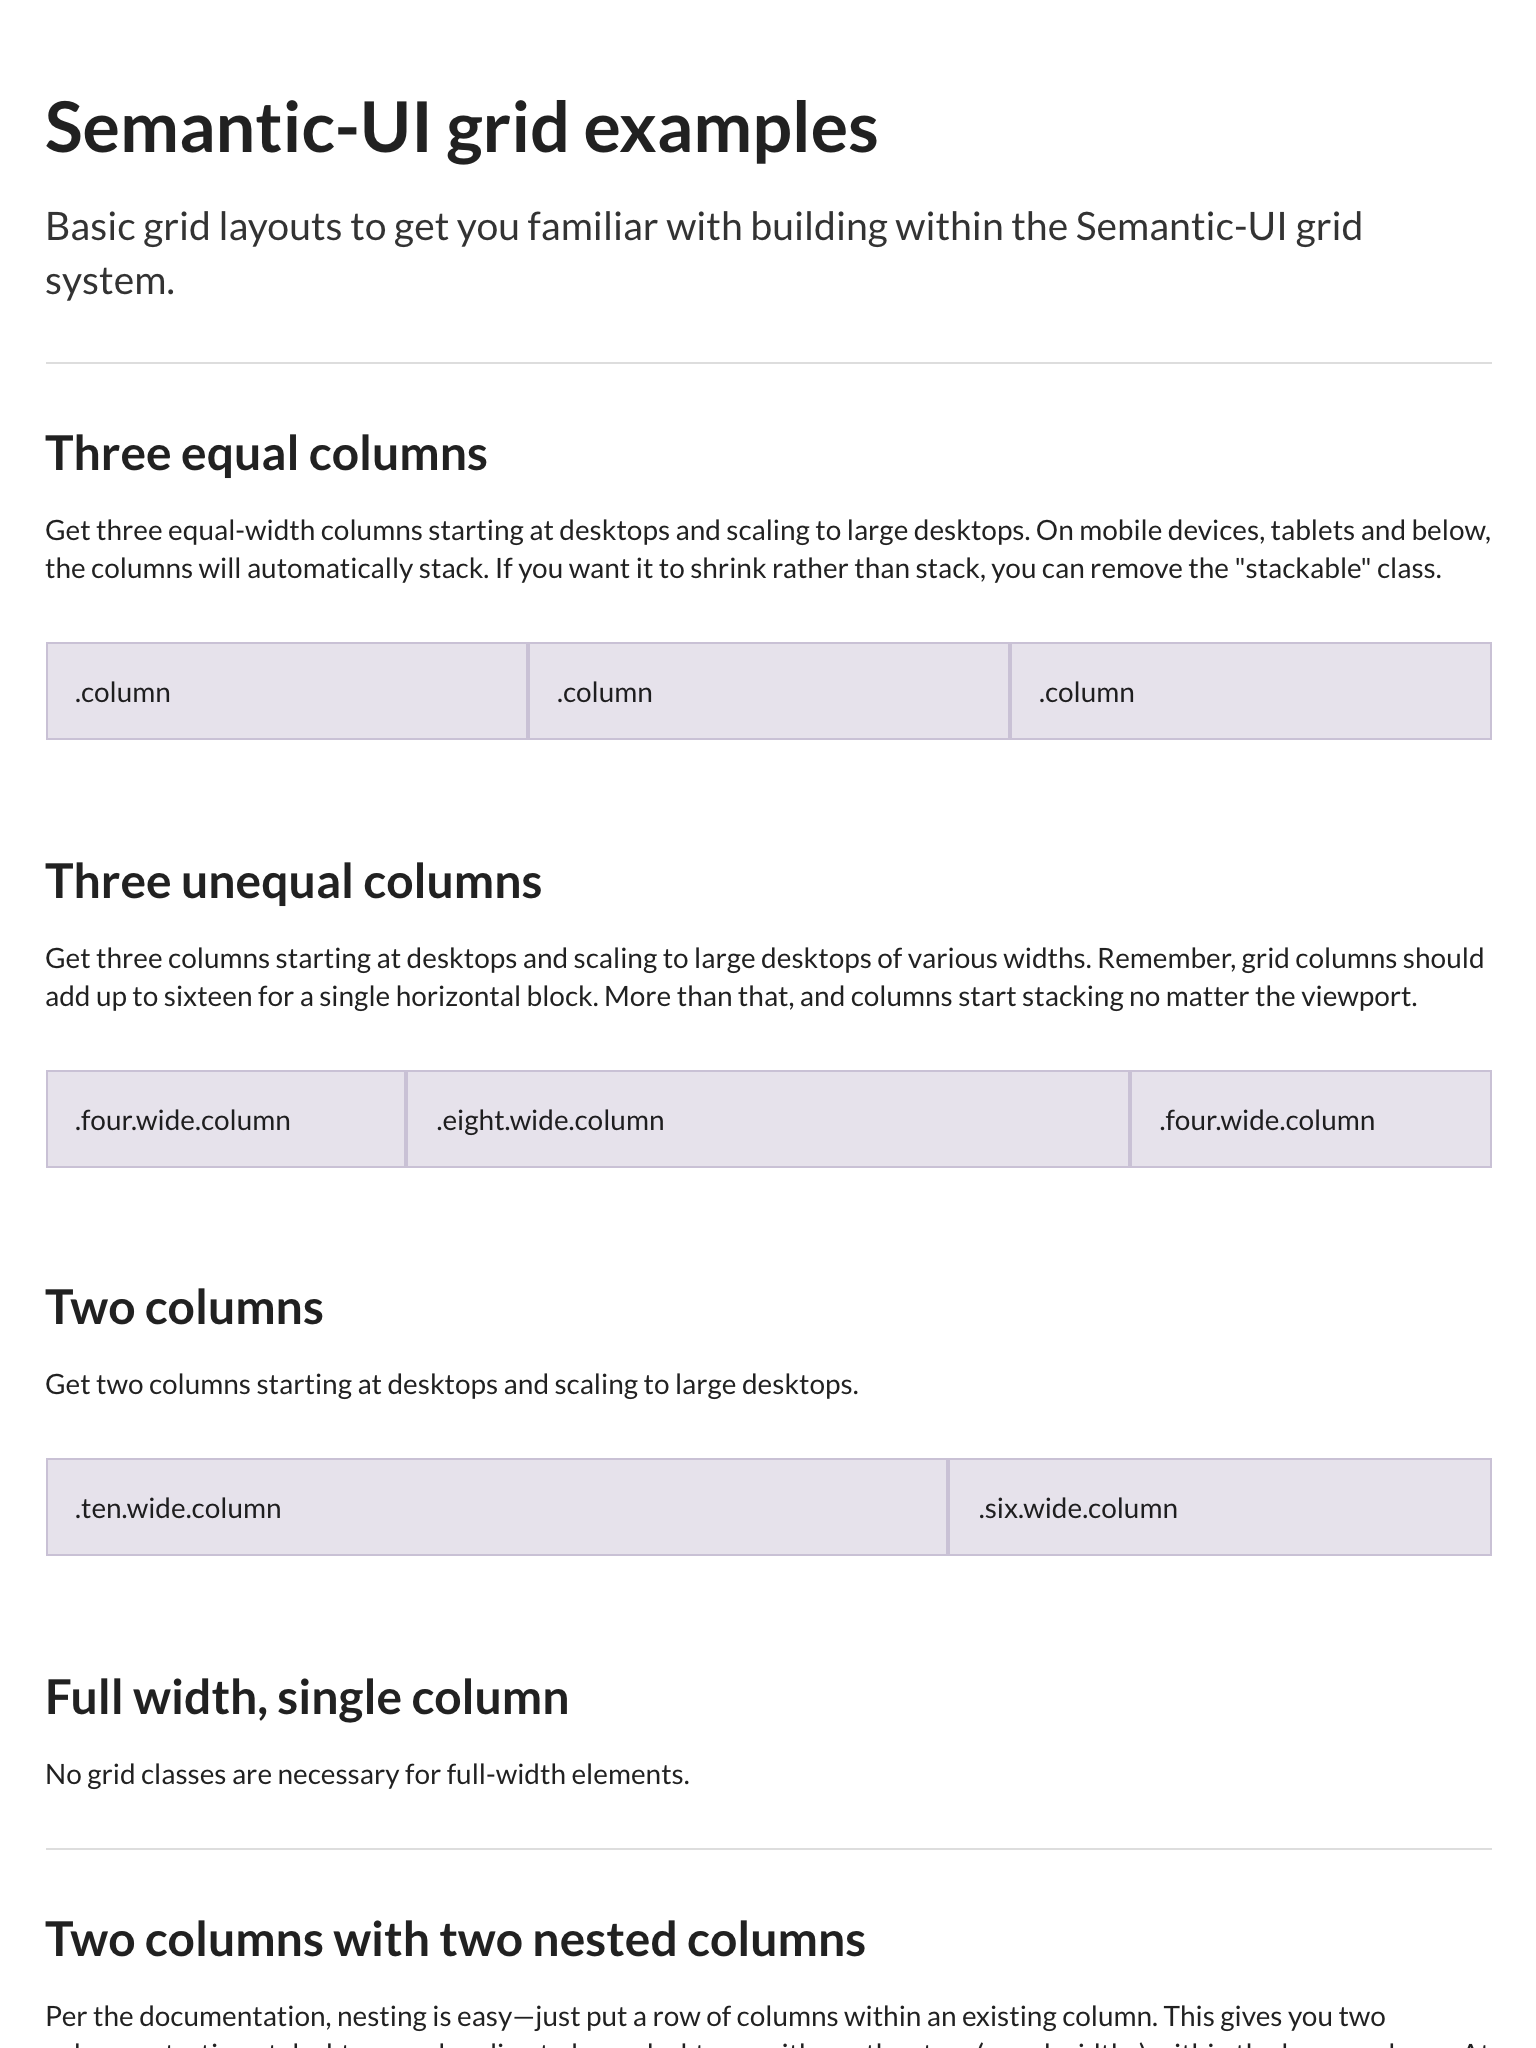 Semantic-UI grid examples
Basic grid layouts to get you familiar with building within the Semantic-UI grid
system.
Three equal columns
Get three equal-width columns starting at desktops and scaling to large desktops. On mobile devices, tablets and below,
the columns will automatically stack. If you want it to shrink rather than stack, you can remove the "stackable" class.
.column .column .column
Three unequal columns
Get three columns starting at desktops and scaling to large desktops of various widths. Remember, grid columns should
add up to sixteen for a single horizontal block. More than that, and columns start stacking no matter the viewport.
.four.wide.column .eight.wide.column .four.wide.column
Two columns
Get two columns starting at desktops and scaling to large desktops.
.ten.wide.column .six.wide.column
Full width, single column
No grid classes are necessary for full-width elements.
Two columns with two nested columns
Per the documentation, nesting is easy—just put a row of columns within an existing column. This gives you two